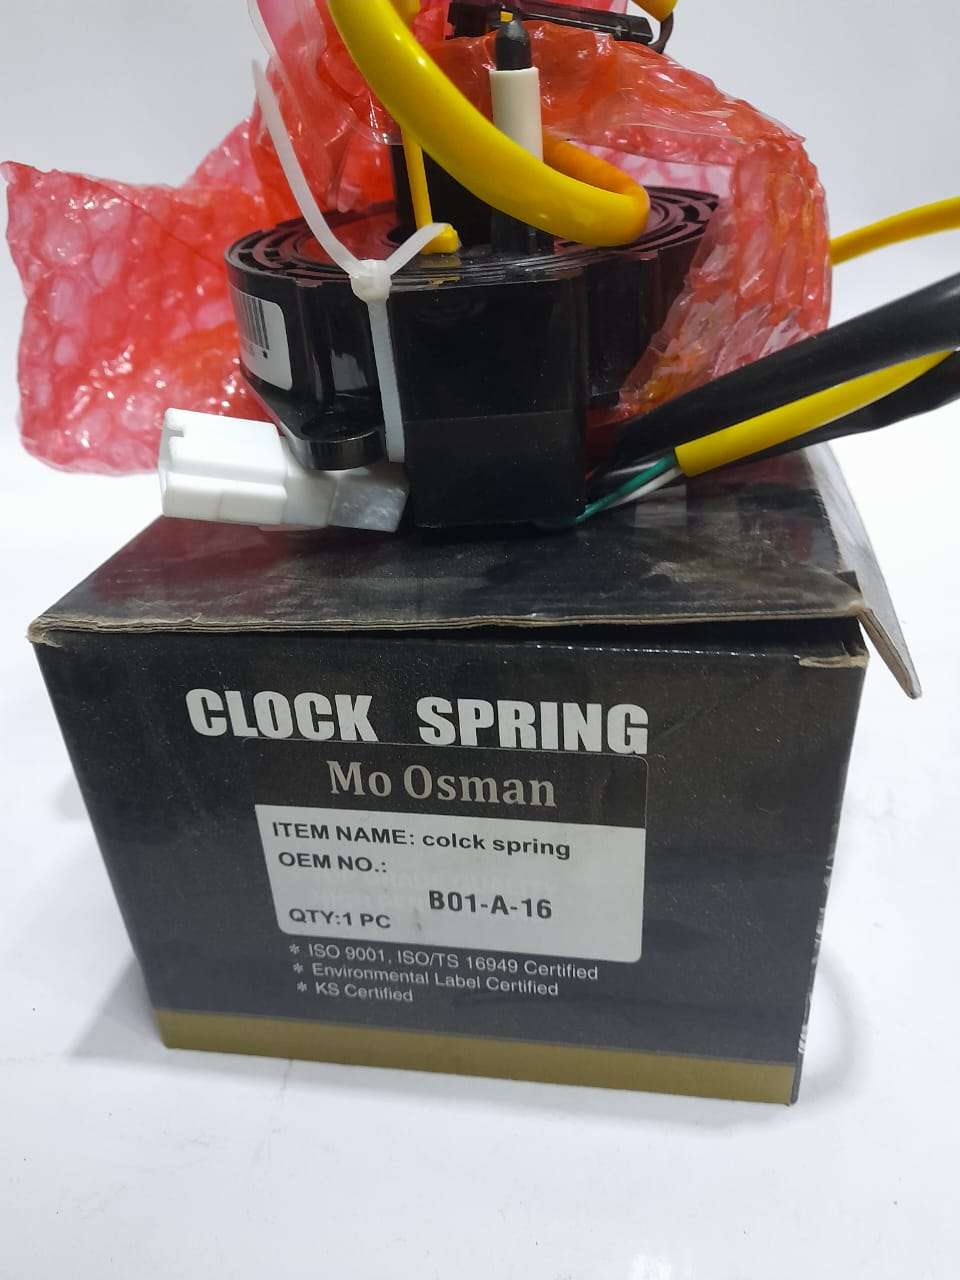 CLOCK SPRING
Mo Osman
ITEM NAME: colck spring
OEM NO.:
B01-A-16
QTY:1 PC
* ISO 9001, ISO/TS 16949 Certified
* Environmental Label Certified
* KS Certified